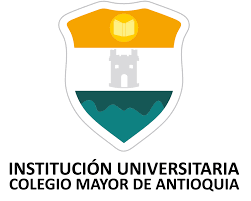 INSTITUCIÓN UNIVERSITARIA
COLEGIO MAYOR DE ANTIOQUIA